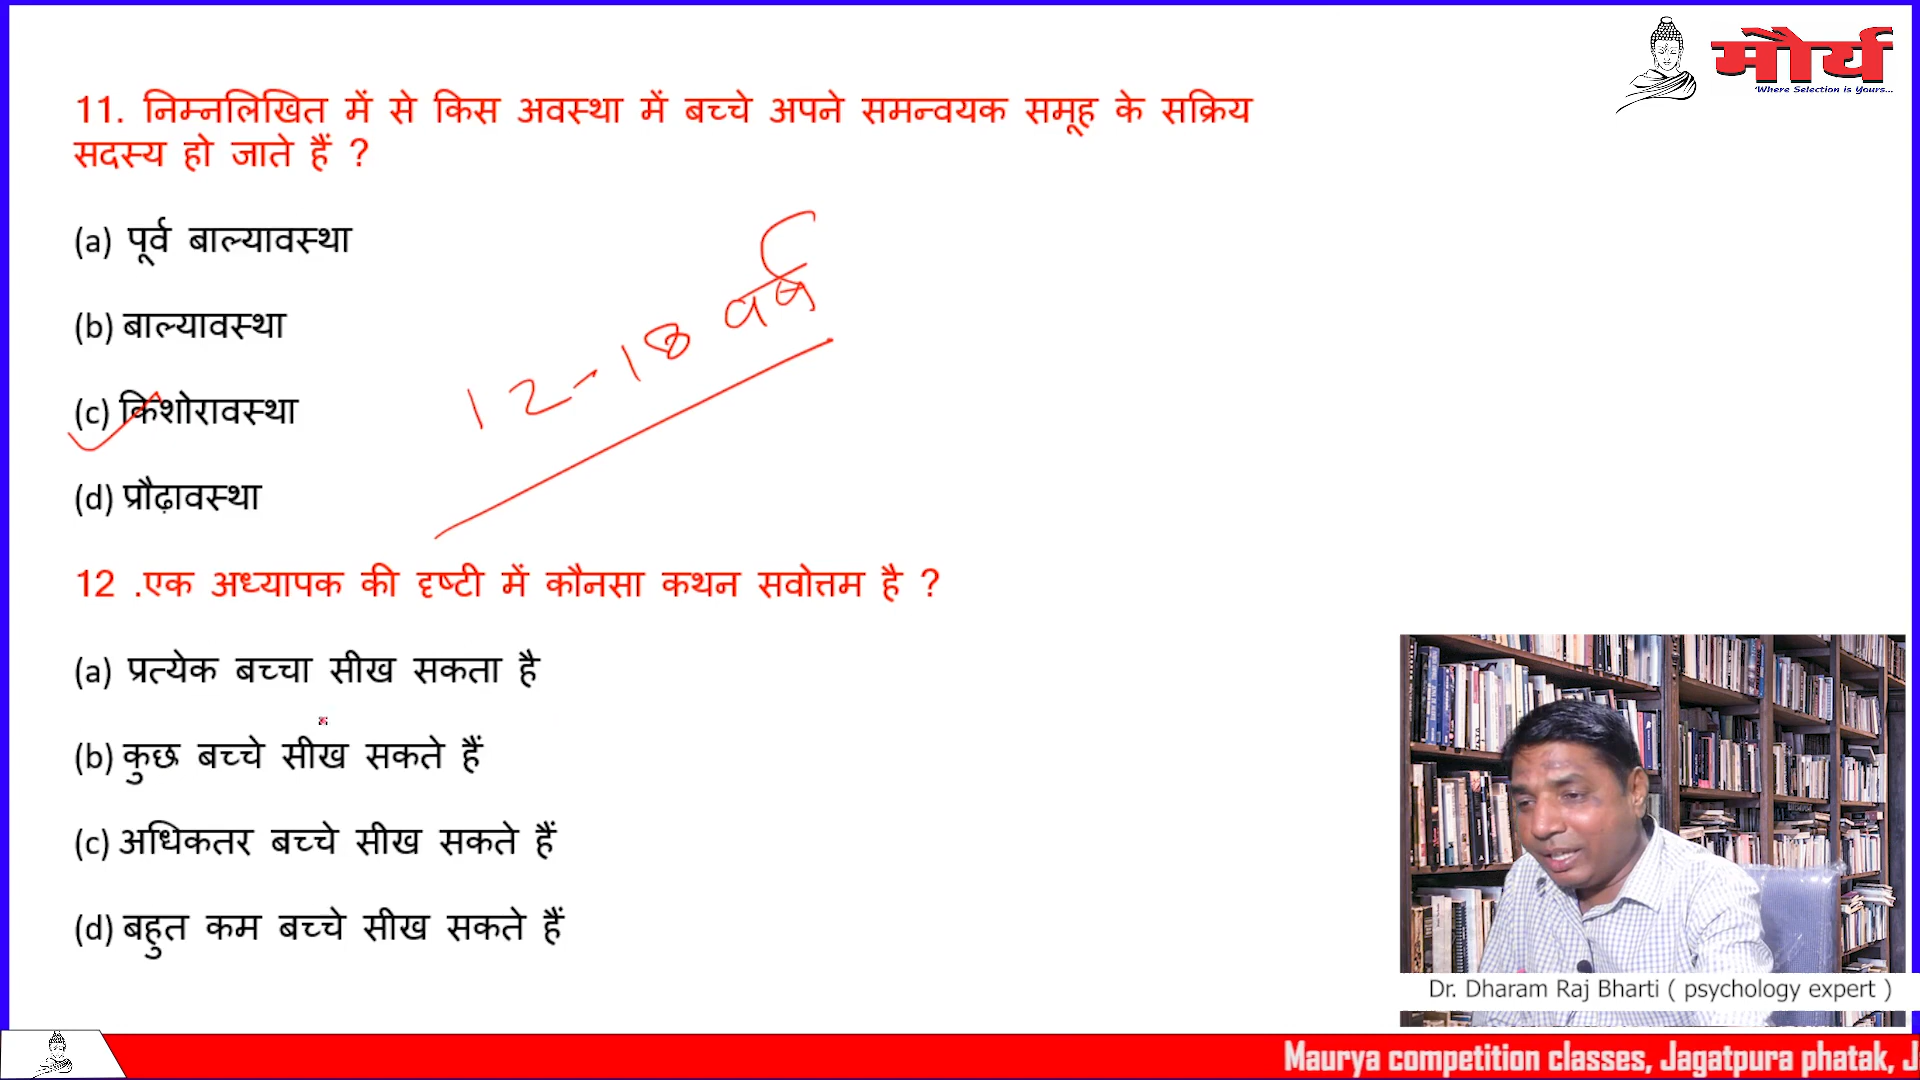 मौर्य
'Where Selection is Yours...
11. निम्नलिखित में से किस अवस्था में बच्चे अपने समन्वयक समूह के सक्रिय
सदस्य हो जाते हैं ?
(a) पूर्व बाल्यावस्था
(b) बाल्यावस्था
(c) किशोरावस्था
(d) प्रौढ़ावस्था
12-18 वर्ष
12 .एक अध्यापक की दृष्टी में कौनसा कथन सवोत्तम है ?
(a) प्रत्येक बच्चा सीख सकता है
(b) कुछ बच्चे सीख सकते हैं
(c) अधिकतर बच्चे सीख सकते हैं
(d) बहुत कम बच्चे सीख सकते हैं
Dr. Dharam Raj Bharti ( psychology expert )
Maurya competition classes, Jagatpura phatak, J